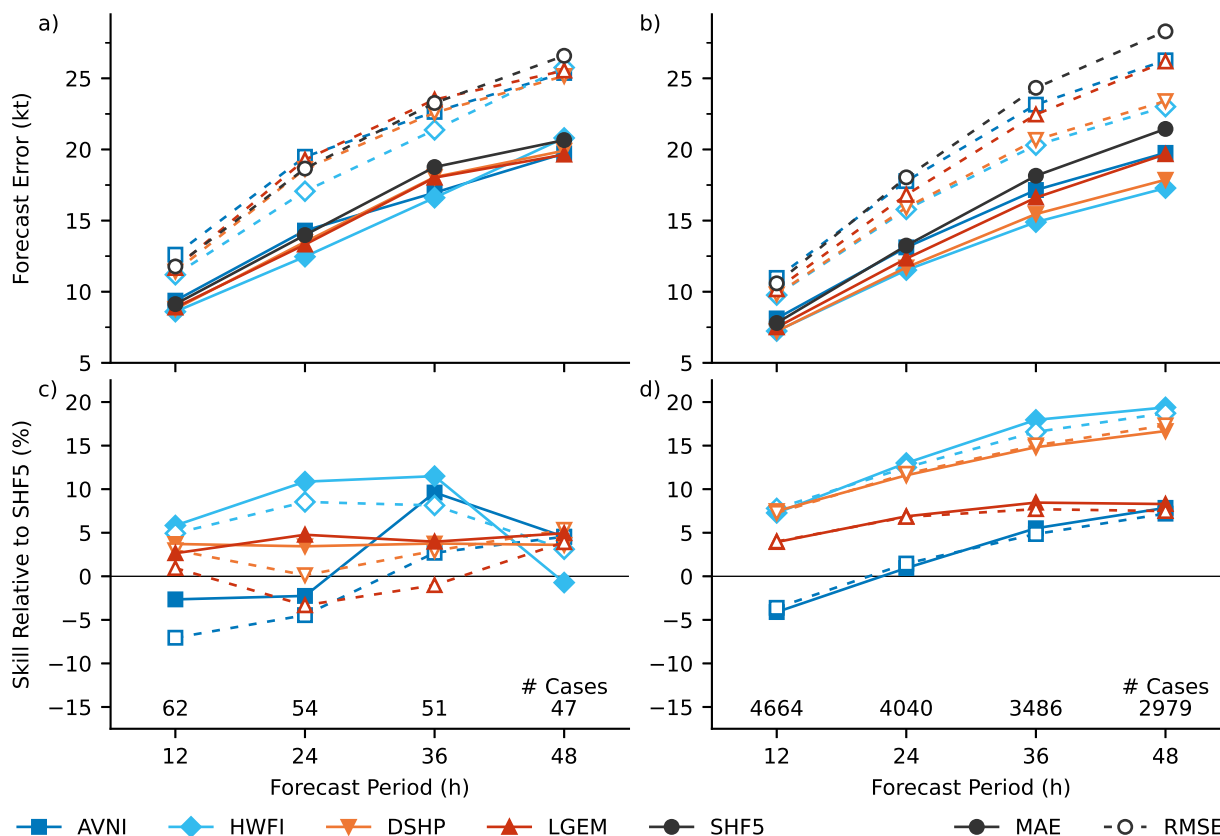 a)
b)
25
20
15
10
5
Forecast Error (kt)
25
20
15
10
5
c)
d)
20
15
10
5
0
−5
−10
−15
Skill Relative to SHF5 (%)
20
15
10
5
0
−5
−10
−15
# Cases
62 54 51 47
# Cases
4664 4040 3486 2979
12 24 36 48
12 24 36 48
Forecast Period (h)
Forecast Period (h)
AVNI HWFI DSHP LGEM SHF5 MAE RMSE